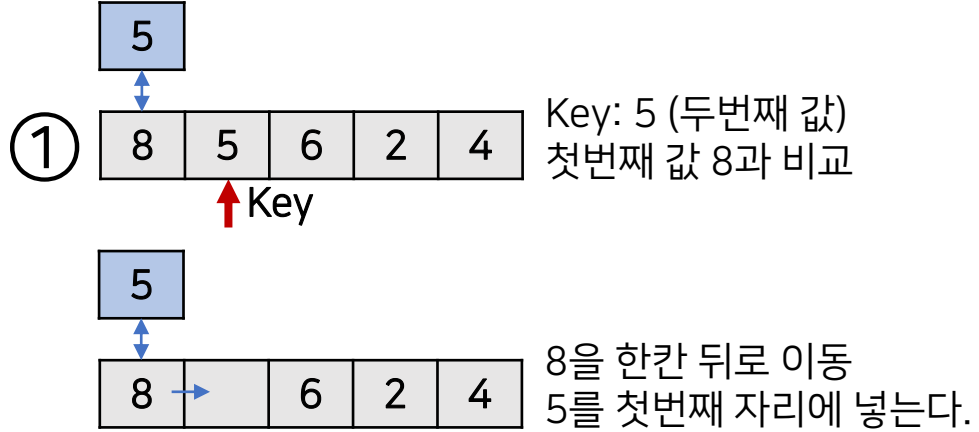 5
①
8 5 6 2 4
Key: 5 (두번째 값)
첫번째 값 8과 비교
Key
5
8 6 2 4
8을 한칸 뒤로 이동
5를 첫번째 자리에 넣는다.